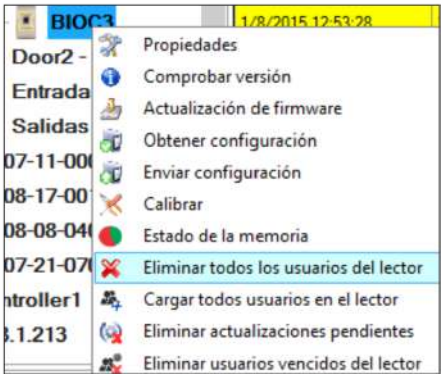 BIOC3
1/8/2015 12:53:28
Propiedades
Door2 -
Comprobar versión
Entrada
Actualización de firmware
Salidas
Obtener configuración
07-11-00
Enviar configuración
08-17-00
Calibrar
08-08-04
Estado de la memoria
07-21-07
Eliminar todos los usuarios del lector
ntroller1
Cargar todos usuarios en el lector
.1.213
Eliminar actualizaciones pendientes
Eliminar usuarios vencidos del lector